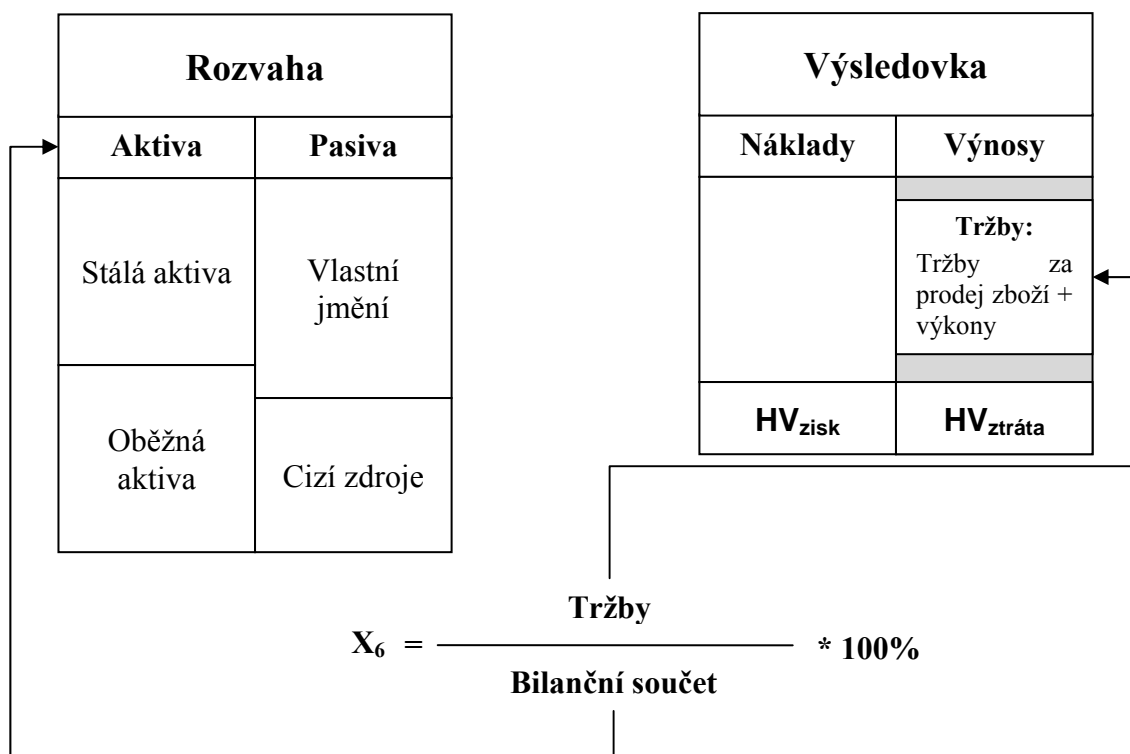 Rozvaha
Aktiva
Pasiva
Stálá aktiva
Vlastní
jmění
Oběžná
aktiva
Cizí zdroje
Výsledovka
Náklady
Výnosy
Tržby:
Tržby za
prodej zboží +
výkony
HVzisk
HVztráta
Tržby
X6 = * 100%
Bilanční součet